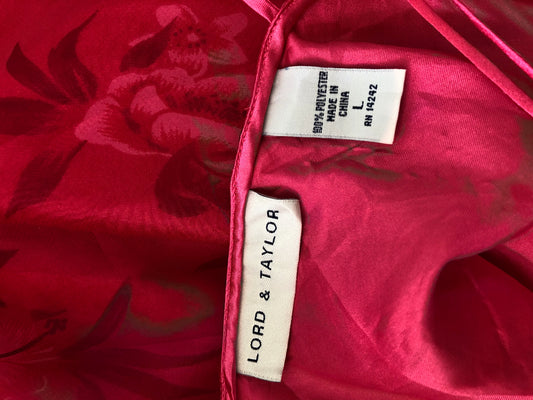 100% POLYESTER
MADE IN
CHINA
L
RN 14242
LORD & TAYLOR